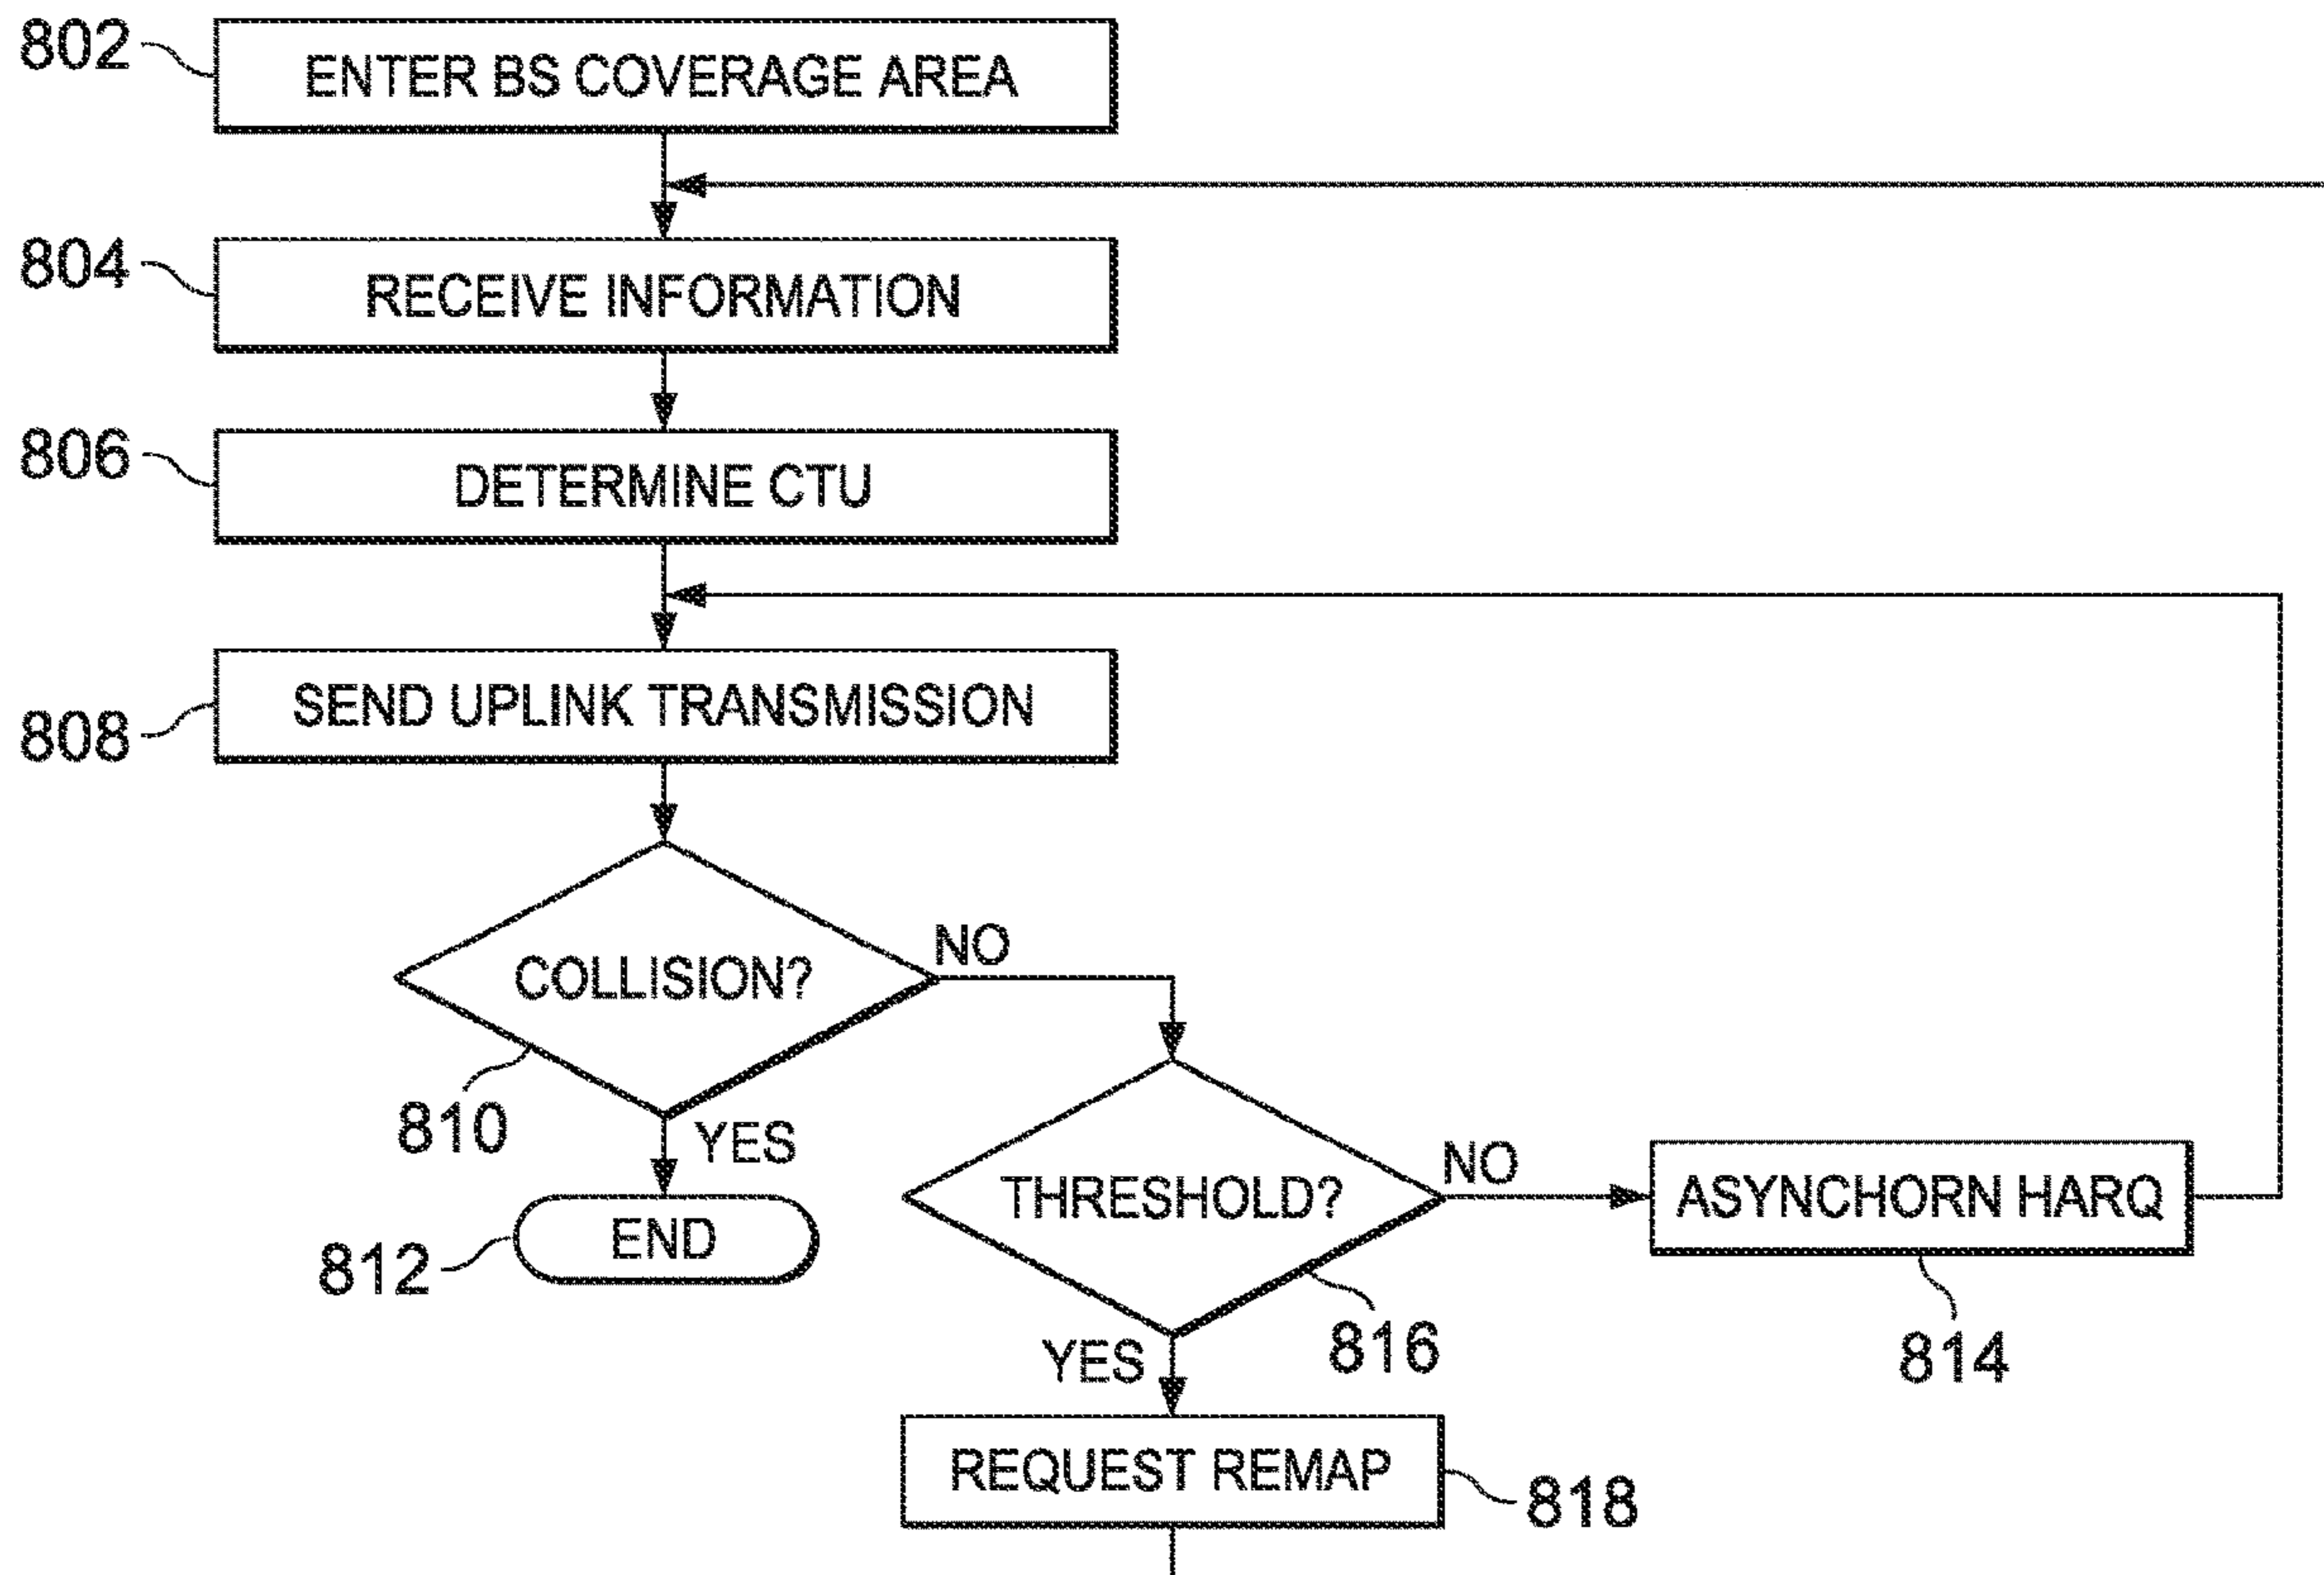 802
ENTER BS COVERAGE AREA
804
RECEIVE INFORMATION
806
DETERMINE CTU
SEND UPLINK TRANSMISSION
808
NO
COLLISION?
810
YES
NO
THRESHOLD?
ASYNCHORN HARQ
END
812
816
814
YES
REQUEST REMAP
818